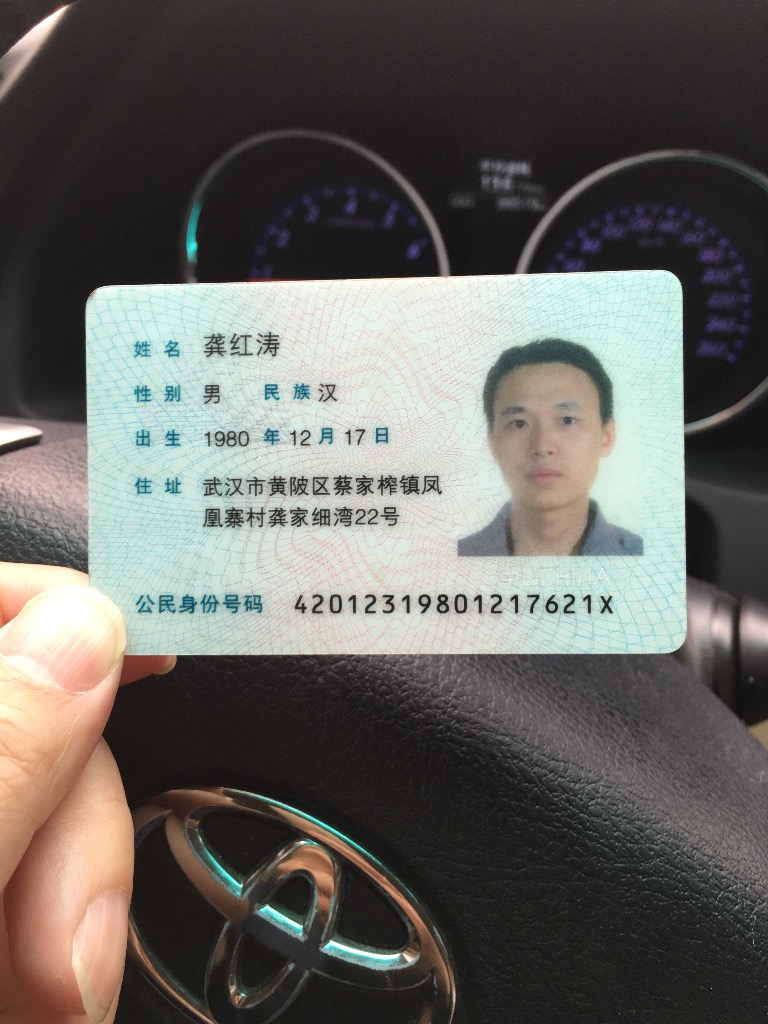 姓名 龚红涛
性别 男 民族 汉
出生 1980 年 12 月 17 日
住址 武汉市黄陂区蔡家榨镇凤
凰寨村龚家细湾22号
公民身份号码 42012319801217621X